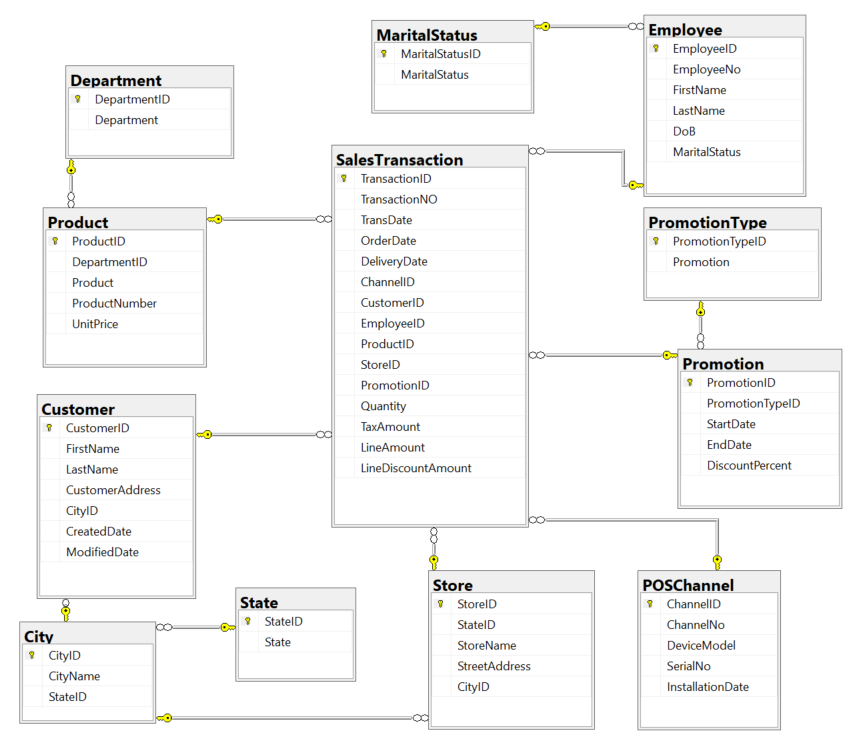 MaritalStatus
MaritalStatusID
MaritalStatus
Employee
EmployeeID
EmployeeNo
FirstName
LastName
DoB
MaritalStatus
Department
DepartmentID
Department
SalesTransaction
TransactionID
TransactionNO
TransDate
OrderDate
DeliveryDate
ChannelID
CustomerID
EmployeeID
ProductID
StoreID
PromotionID
Quantity
TaxAmount
LineAmount
LineDiscountAmount
Product
ProductID
DepartmentID
Product
ProductNumber
UnitPrice
PromotionType
PromotionTypeID
Promotion
Promotion
PromotionID
PromotionTypeID
StartDate
EndDate
DiscountPercent
Customer
CustomerID
FirstName
LastName
CustomerAddress
CityID
CreatedDate
ModifiedDate
State
StateID
State
Store
StoreID
StateID
StoreName
StreetAddress
CityID
POSChannel
ChannelID
ChannelNo
DeviceModel
SerialNo
InstallationDate
City
CityID
CityName
StateID